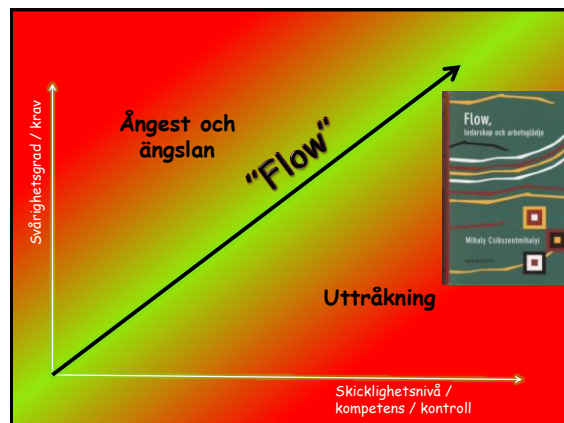 Svårighetsgrad / krav
Ångest och
ängslan
"Flow"
Uttråkning
Skicklighetsnivå /
kompetens / kontroll
Flow,
ledarskap och arbetsglädje
Mihaly Csikszentmihalyi